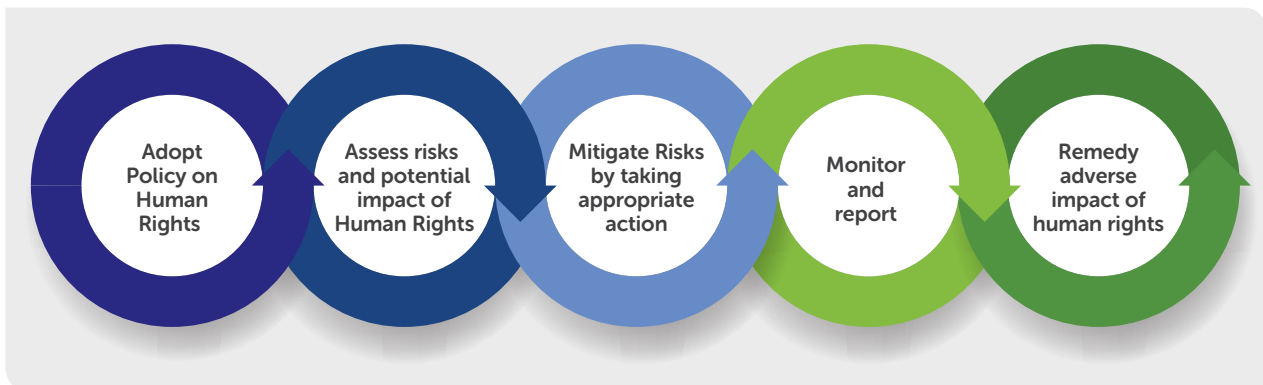 Adopt
Policy on
Human
Rights
Assess risks
and potential
impact of
Human Rights
Mitigate Risks
by taking
appropriate
action
Monitor
and
report
Remedy
adverse
impact of
human rights